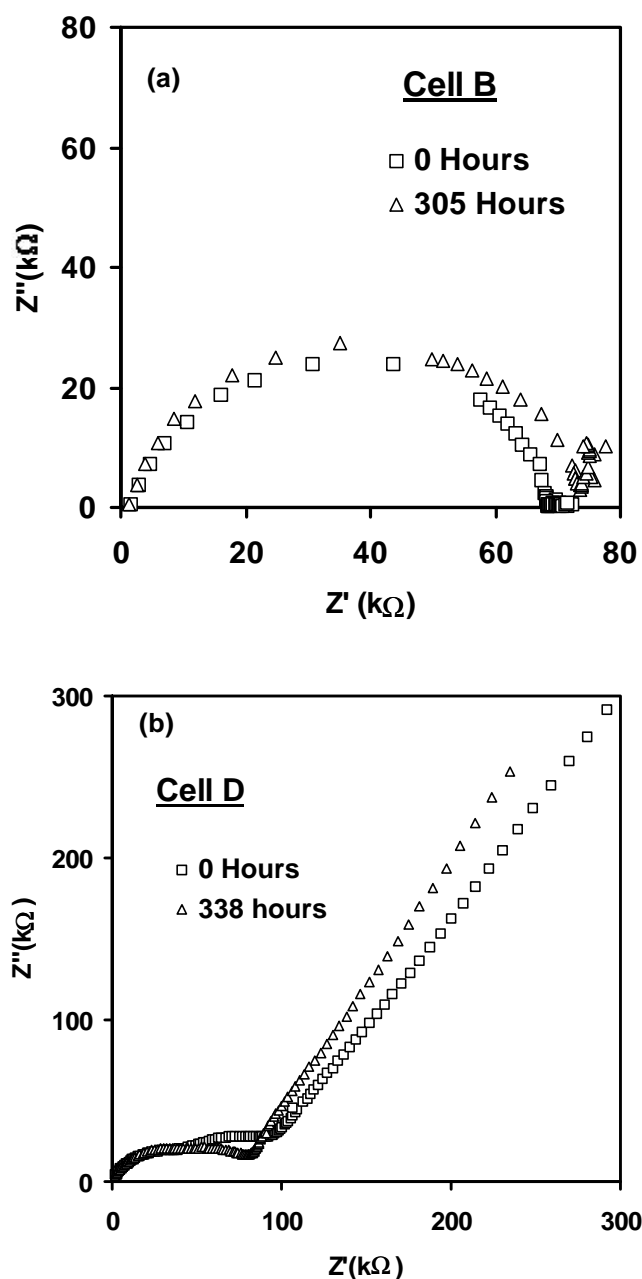 80
(a)
Cell B
0 Hours
60
305 Hours
Z''(kΩ)
40
20
0
0 20 40 60 80
Z' (kΩ)
300
(b)
Cell D
0 Hours
200
338 hours
Z''(kΩ)
100
0
0 100 200 300
Z'(kΩ)